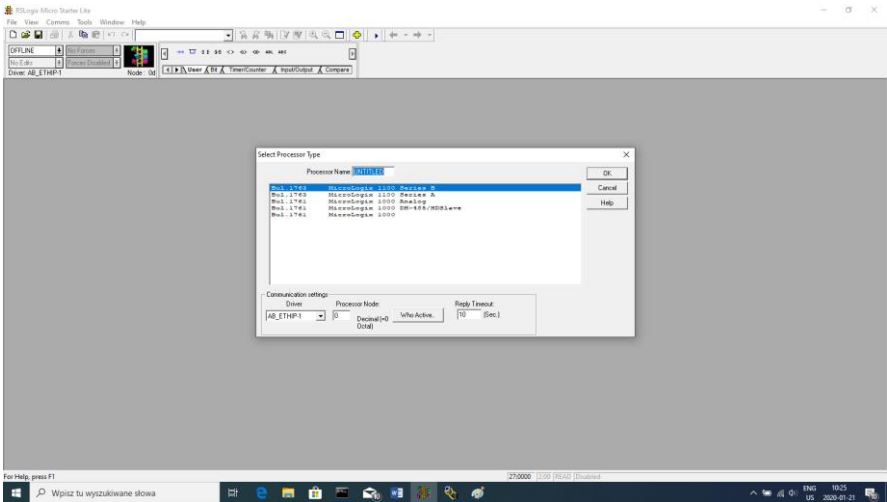 RSLogix Micro Starter Lite
File View Comms Tools Window Help
OFFLINE No Forces
No Edits Forces Disabled
Driver: AB_ETHIP-1 Node: 0d
User Bit Timer/Counter Input/Output Compare
Select Processor Type
Processor Name: UNTITLED
OK
Cancel
Help
Bul.1763 MicroLogix 1100 Series B
Bul.1763 MicroLogix 1100 Series A
Bul.1761 MicroLogix 1000 Analog
Bul.1761 MicroLogix 1000 DH-485/HDSlave
Bul.1761 MicroLogix 1000
Communication settings
Driver Processor Node: Reply Timeout:
AB_ETHIP-1 0 Decimal (=0 Octal) Who Active.. 10 (Sec.)
For Help, press F1
2:00 READ Disabled
Wpisz tu wyszukiwane słowa
ENG 10:25
US 2020-01-21